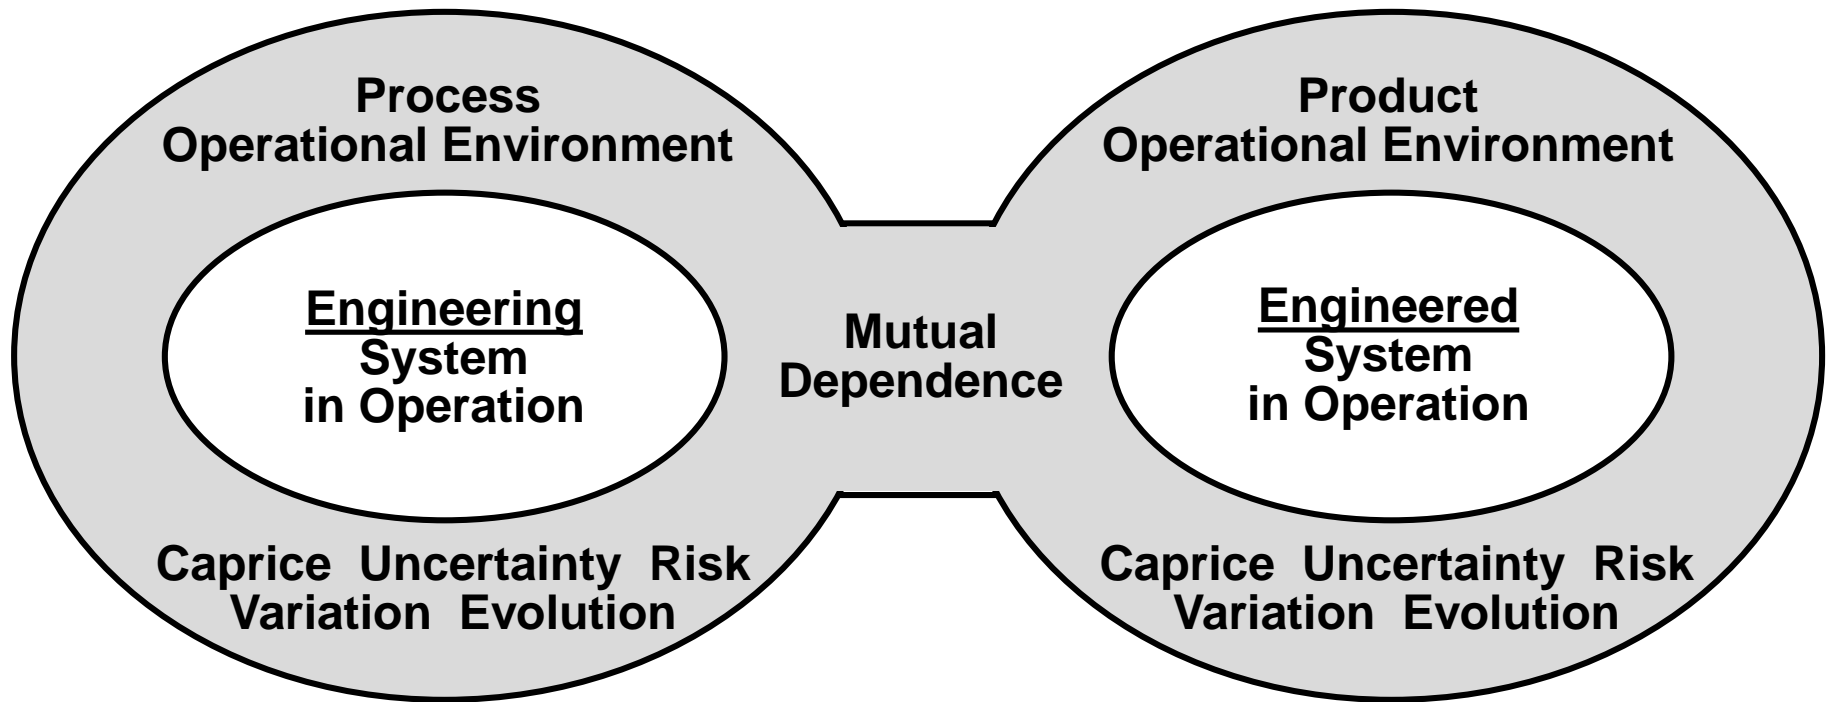 Process
Operational Environment
Engineering
System
in Operation
Caprice Uncertainty Risk
Variation Evolution
Mutual
Dependence
Product
Operational Environment
Engineered
System
in Operation
Caprice Uncertainty Risk
Variation Evolution